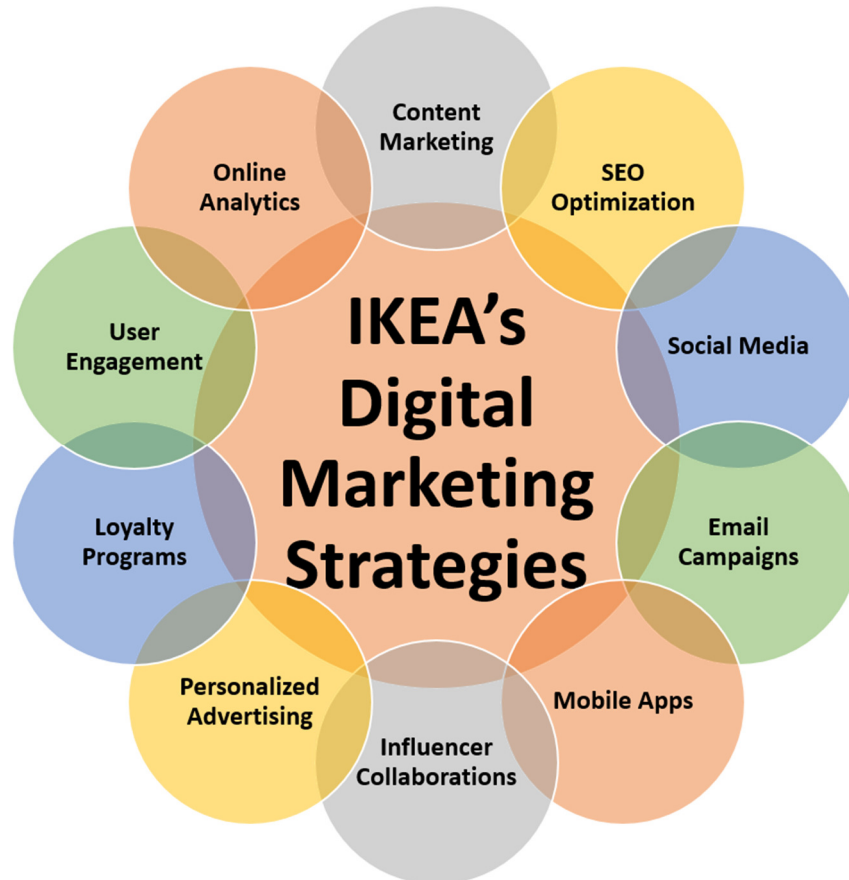 Content
Marketing
SEO
Optimization
Social Media
Email
Campaigns
Mobile Apps
Influencer
Collaborations
Personalized
Advertising
Loyalty
Programs
User
Engagement
Online
Analytics
IKEA’s
Digital
Marketing
Strategies